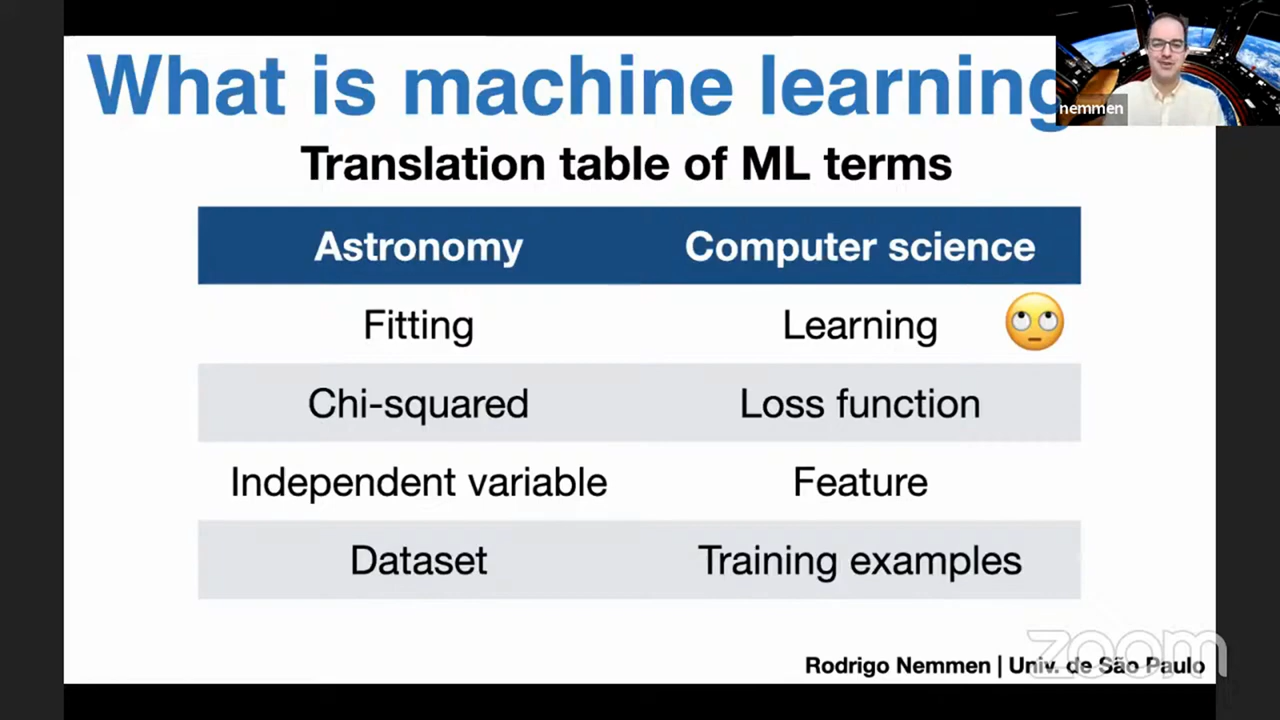 What is machine learning
nemmen
Translation table of ML terms
Astronomy Computer science
Fitting Learning
Chi-squared Loss function
Independent variable Feature
Dataset Training examples
zoom
Rodrigo Nemmen | Univ. de São Paulo